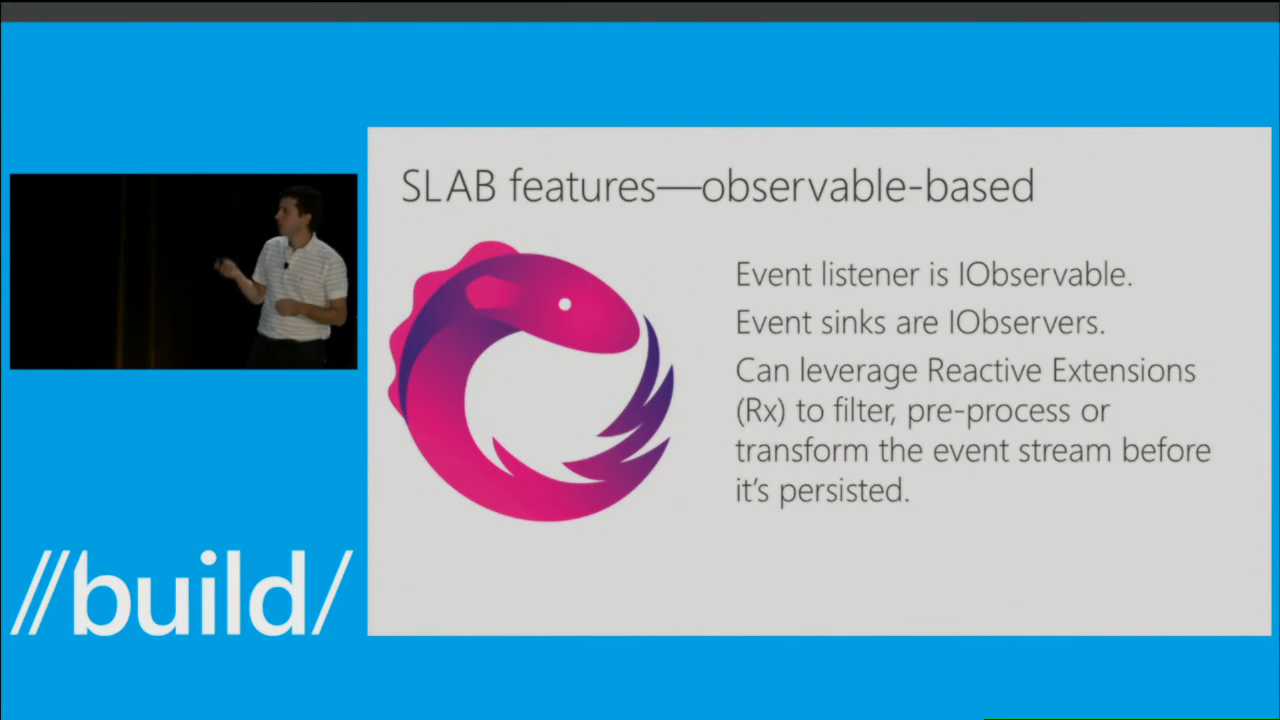 SLAB features—observable-based
Event listener is IObservable.
Event sinks are IObservers.
Can leverage Reactive Extensions
(Rx) to filter, pre-process or
transform the event stream before
it's persisted.
//build/